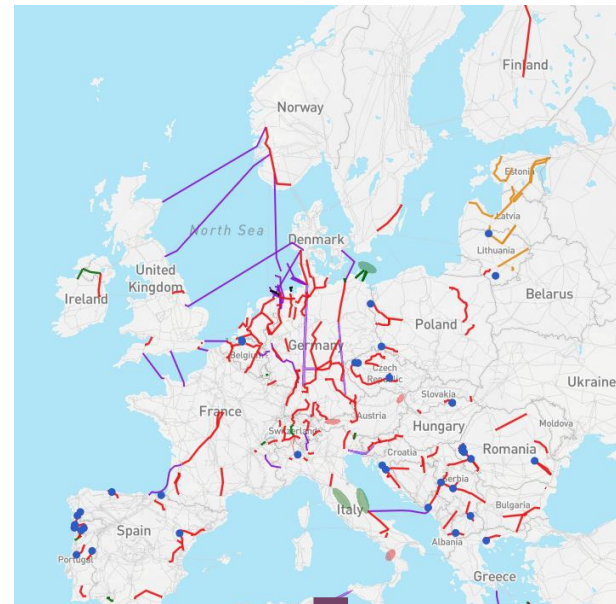 Finland
Norway
Estonia
North Sea
Latvia
Denmark
Lithuania
United
Kingdom
Ireland
Belarus
Poland
Germany
Belgium
Czech
Republic
Ukraine
Slovakia
France
Austria
Switzerland
Hungary
Moldova
Croatia
Romania
Serbia
Italy
Bulgaria
Spain
Portugal
Albania
Greece